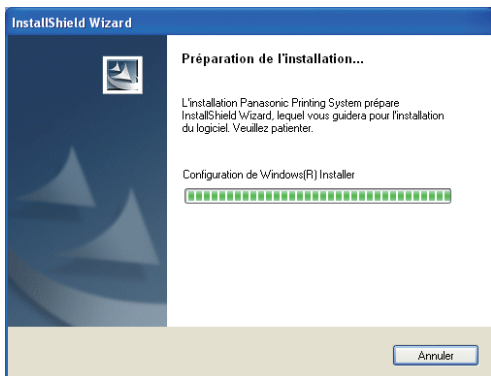 InstallShield Wizard
Préparation de l'installation...
L'installation Panasonic Printing System prépare
InstallShield Wizard, lequel vous guidera pour l'installation
du logiciel. Veuillez patienter.
Configuration de Windows(R) Installer
Annuler